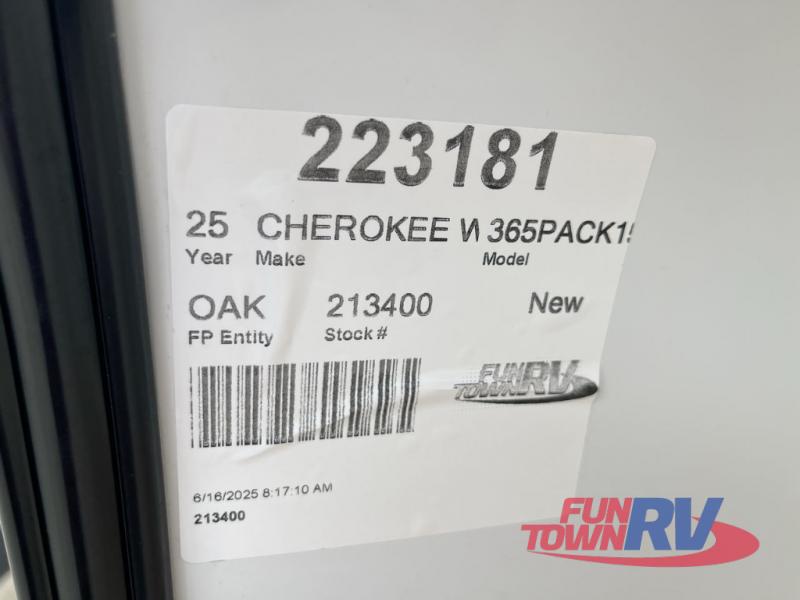 223181
25 CHEROKEE W 365PACK15
Year Make Model
OAK 213400 New
FP Entity Stock #
FUN TOWN RV
6/16/2025 8:17:10 AM
213400
FUN TOWN RV